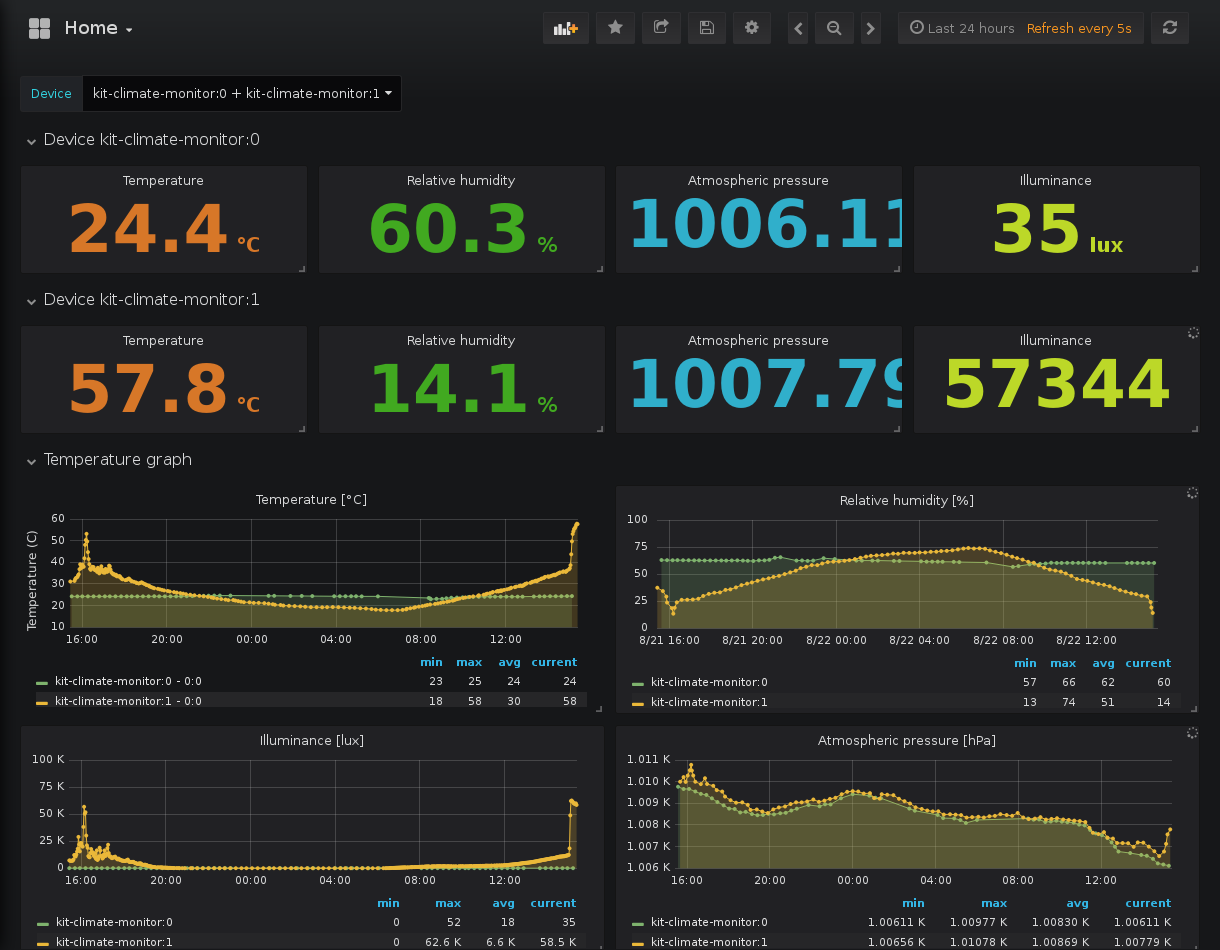 Home
Last 24 hours Refresh every 5s
Device kit-climate-monitor:0 + kit-climate-monitor:1
Device kit-climate-monitor:0
Temperature Relative humidity Atmospheric pressure Illuminance
24.4 °C 60.3 % 1006.11 35 lux
Device kit-climate-monitor:1
Temperature Relative humidity Atmospheric pressure Illuminance
57.8 °C 14.1 % 1007.79 57344
Temperature graph
Temperature [°C]
Temperature (C)
60
50
40
30
20
10
16:00 20:00 00:00 04:00 08:00 12:00
min max avg current
kit-climate-monitor:0 - 0:0 23 25 24 24
kit-climate-monitor:1 - 0:0 18 58 30 58
Relative humidity [%]
100
75
50
25
0
8/21 16:00 8/21 20:00 8/22 00:00 8/22 04:00 8/22 08:00 8/22 12:00
min max avg current
kit-climate-monitor:0 57 66 62 60
kit-climate-monitor:1 13 74 51 14
Illuminance [lux]
100 K
75 K
50 K
25 K
0
16:00 20:00 00:00 04:00 08:00 12:00
min max avg current
kit-climate-monitor:0 0 52 18 35
kit-climate-monitor:1 0 62.6 K 6.6 K 58.5 K
Atmospheric pressure [hPa]
1.011 K
1.010 K
1.009 K
1.008 K
1.007 K
1.006 K
16:00 20:00 00:00 04:00 08:00 12:00
min max avg current
kit-climate-monitor:0 1.00611 K 1.00977 K 1.00830 K 1.00611 K
kit-climate-monitor:1 1.00656 K 1.01078 K 1.00869 K 1.00779 K